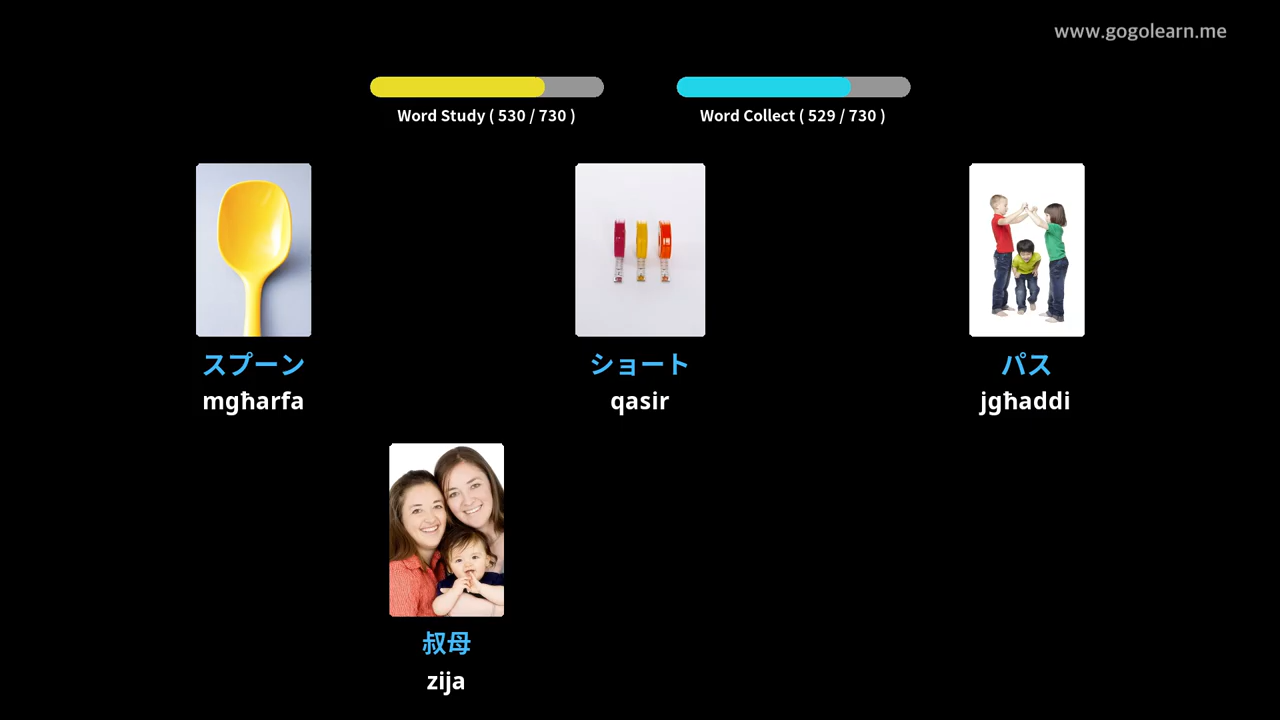 www.gogolearn.me
Word Study ( 530 / 730 )
Word Collect ( 529 / 730 )
スプーン
mgħarfa
ショート
qasir
パス
jgħaddi
叔母
zija